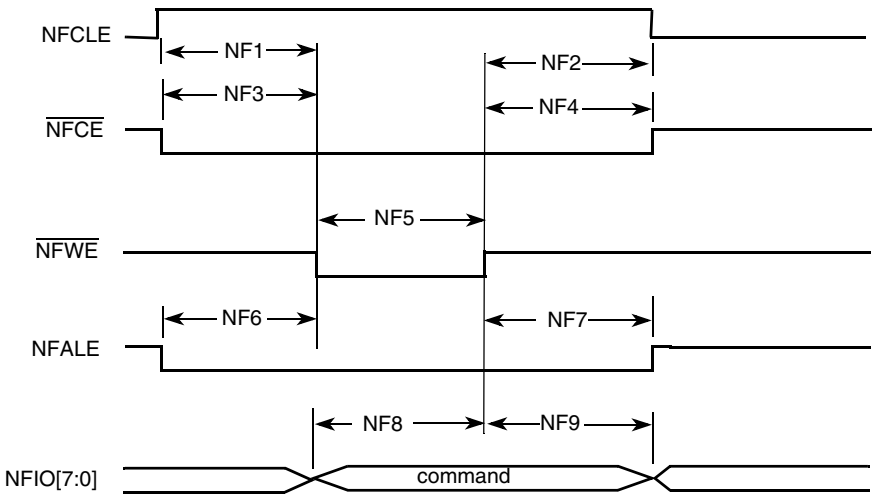 NFCLE
NF1
NF2
NF3
NF4
NFCE
NF5
NFWE
NF6
NF7
NFALE
NF8
NF9
NFIO[7:0]
command